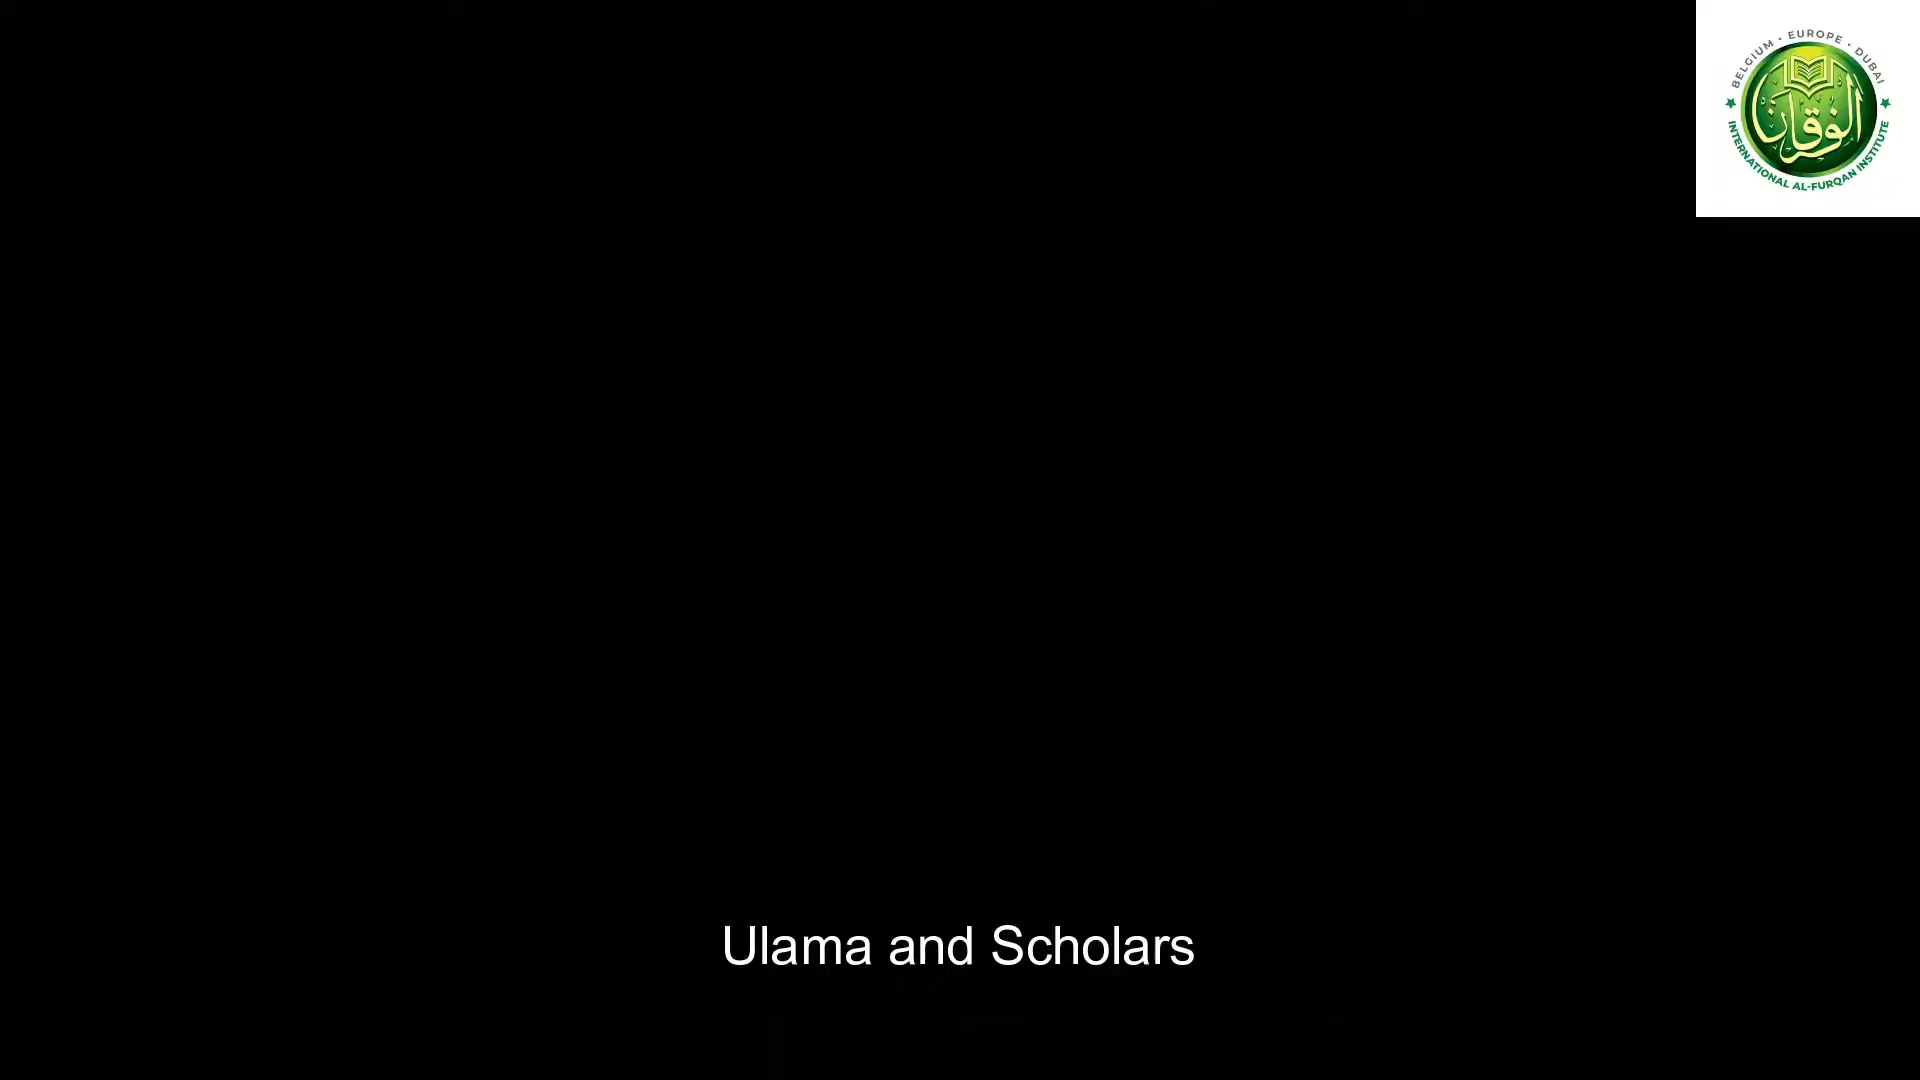 BELGIUM • EUROPE • DUBAI
الفرقان
INTERNATIONAL AL-FURQAN INSTITUTE
Ulama and Scholars